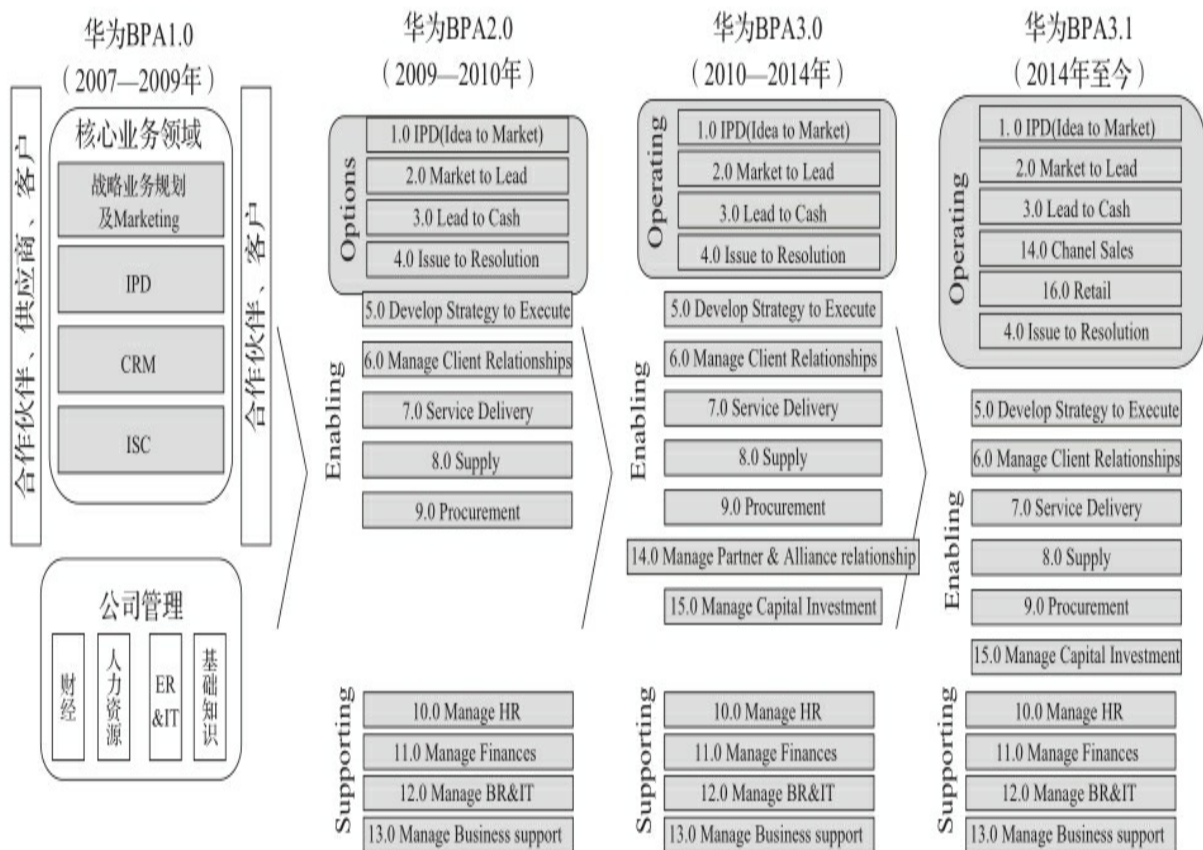 华为BPA1.0
（2007—2009年）
合作伙伴、供应商、客户
核心业务领域
战略业务规划
及Marketing
IPD
CRM
ISC
合作伙伴、客户
公司管理
财经
人力资源
ER
&IT
基础知识
华为BPA2.0
（2009—2010年）
Options
1.0 IPD(Idea to Market)
2.0 Market to Lead
3.0 Lead to Cash
4.0 Issue to Resolution
Enabling
5.0 Develop Strategy to Execute
6.0 Manage Client Relationships
7.0 Service Delivery
8.0 Supply
9.0 Procurement
Supporting
10.0 Manage HR
11.0 Manage Finances
12.0 Manage BR&IT
13.0 Manage Business support
华为BPA3.0
（2010—2014年）
Operating
1.0 IPD(Idea to Market)
2.0 Market to Lead
3.0 Lead to Cash
4.0 Issue to Resolution
Enabling
5.0 Develop Strategy to Execute
6.0 Manage Client Relationships
7.0 Service Delivery
8.0 Supply
9.0 Procurement
14.0 Manage Partner & Alliance relationship
15.0 Manage Capital Investment
Supporting
10.0 Manage HR
11.0 Manage Finances
12.0 Manage BR&IT
13.0 Manage Business support
华为BPA3.1
（2014年至今）
Operating
1. 0 IPD(Idea to Market)
2.0 Market to Lead
3.0 Lead to Cash
14.0 Chanel Sales
16.0 Retail
4.0 Issue to Resolution
Enabling
5.0 Develop Strategy to Execute
6.0 Manage Client Relationships
7.0 Service Delivery
8.0 Supply
9.0 Procurement
15.0 Manage Capital Investment
Supporting
10.0 Manage HR
11.0 Manage Finances
12.0 Manage BR&IT
13.0 Manage Business support